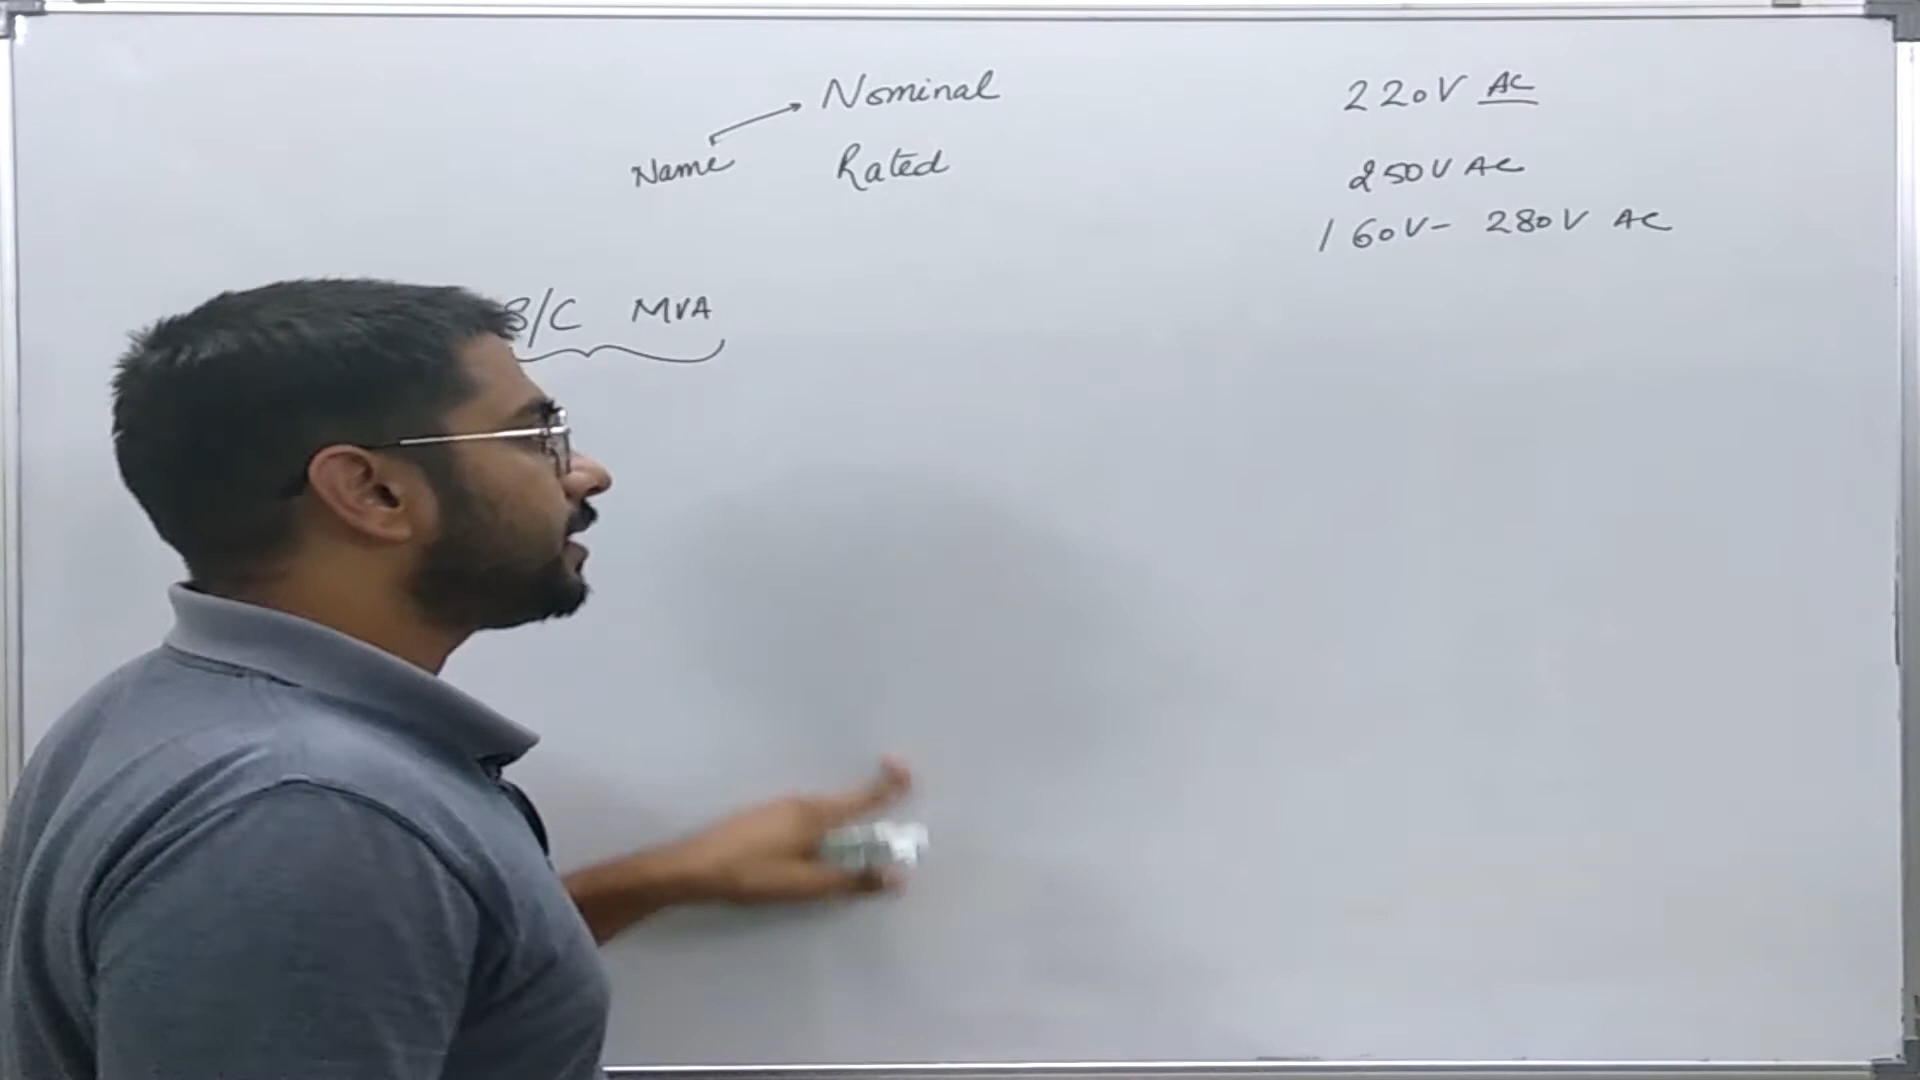 Nominal
Name Rated
220V AC
250V AC
160V- 280V AC
S/C MVA